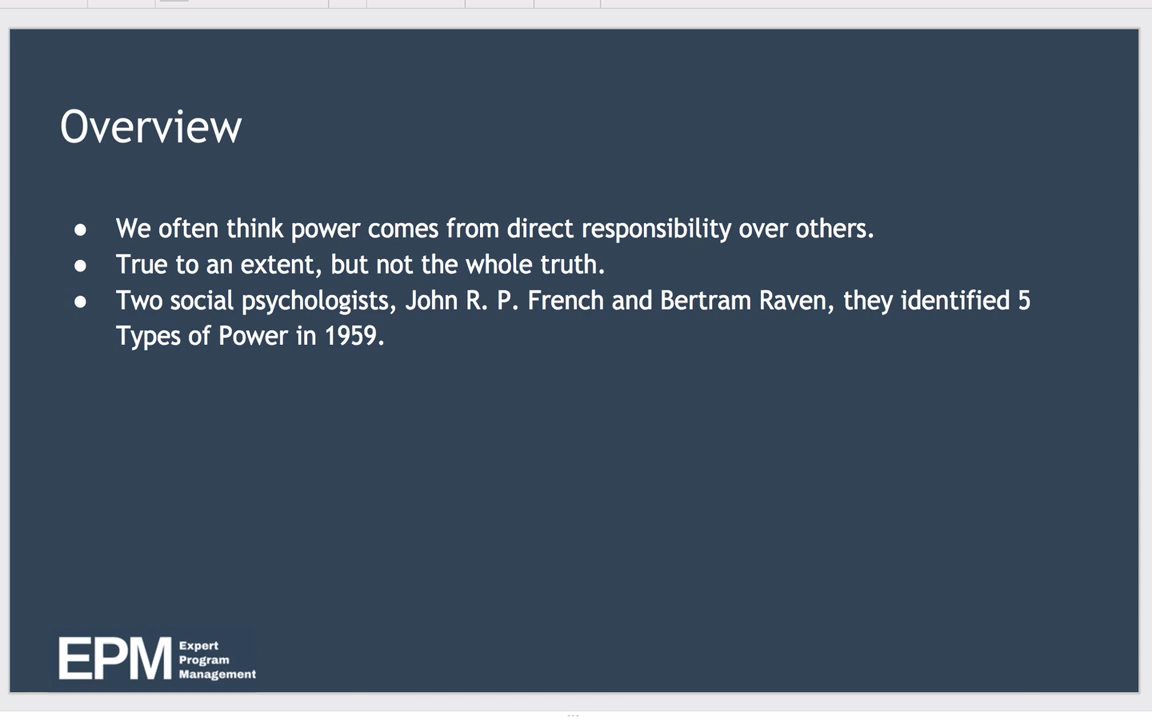 Overview
● We often think power comes from direct responsibility over others.
● True to an extent, but not the whole truth.
● Two social psychologists, John R. P. French and Bertram Raven, they identified 5
Types of Power in 1959.
EPM
Expert
Program
Management